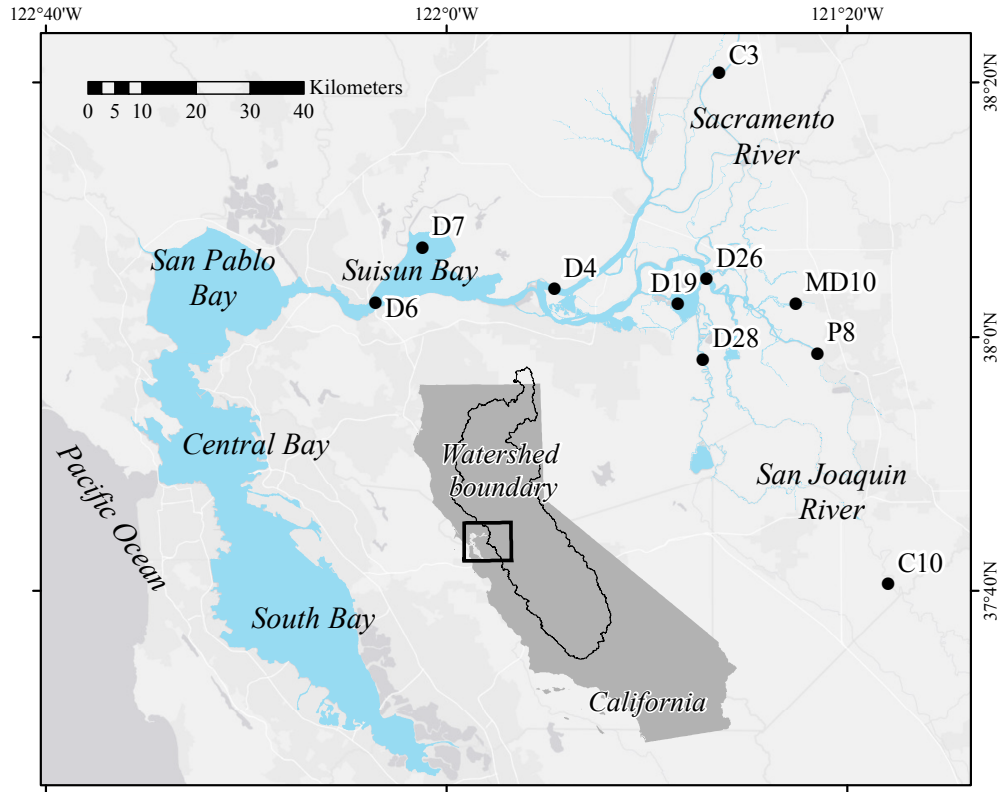 122°40'W
122°0'W
121°20'W
C3
Kilometers
0 5 10 20 30 40
38°20'N
Sacramento
River
D7
San Pablo
Bay
Suisun Bay
D26
D4
D19
MD10
D6
D28
P8
38°0'N
Central Bay
Watershed
boundary
Pacific Ocean
San Joaquin
River
C10
37°40'N
South Bay
California